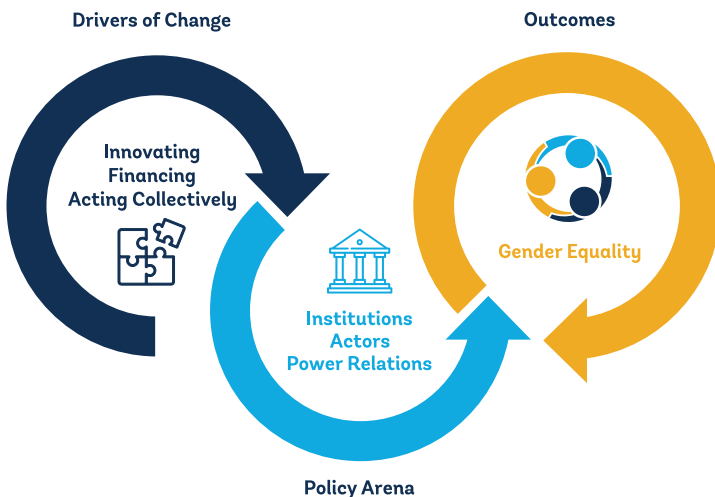 Drivers of Change
Outcomes
Innovating
Financing
Acting Collectively
Gender Equality
Institutions
Actors
Power Relations
Policy Arena